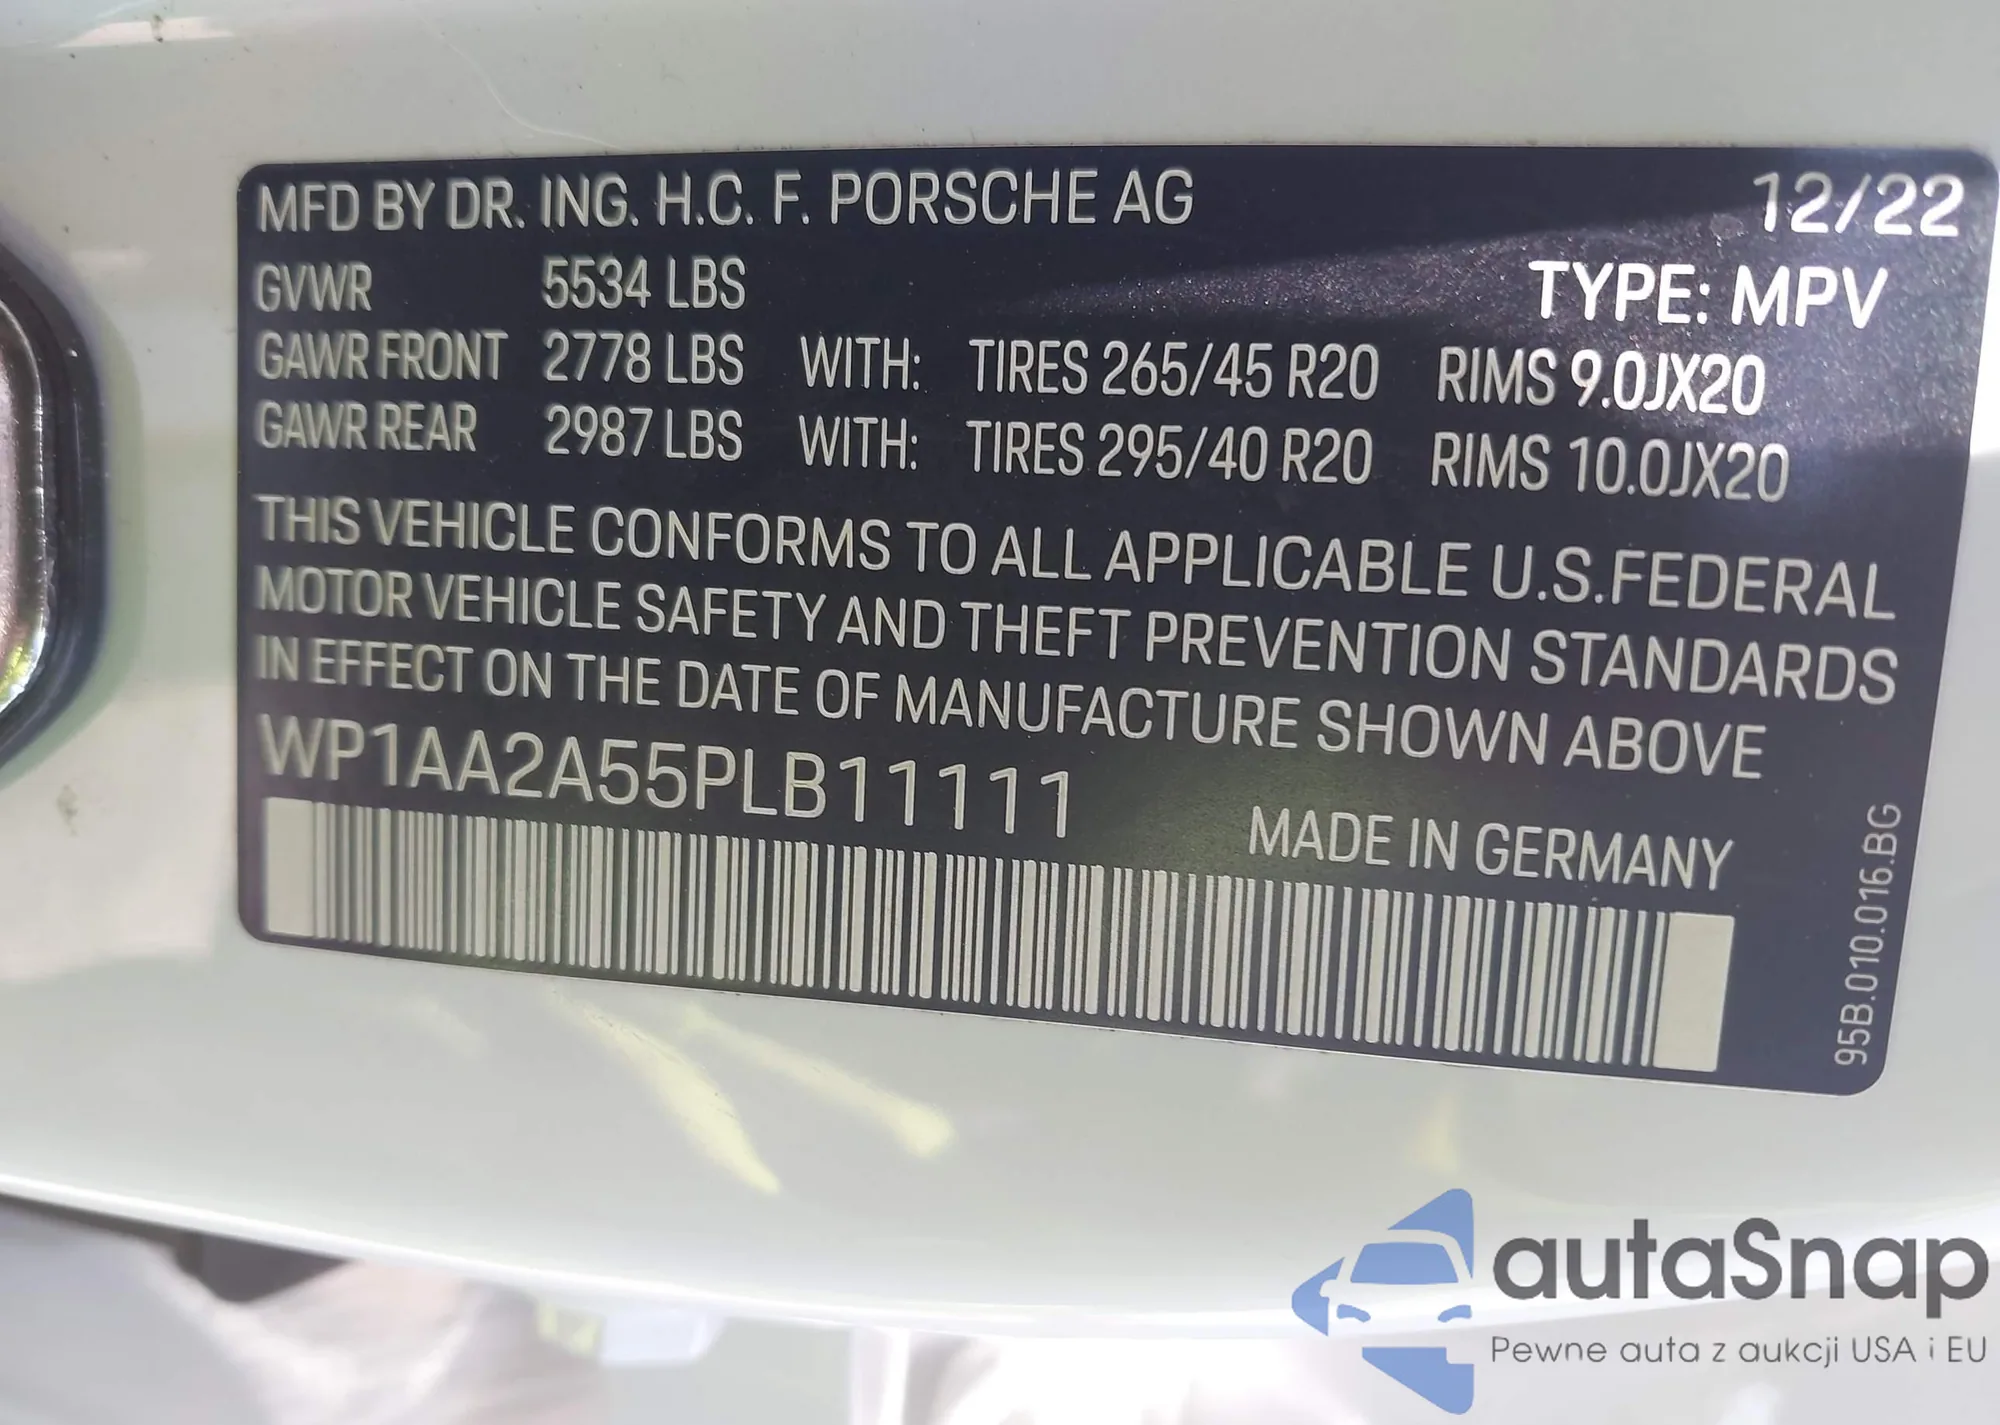 MFD BY DR. ING. H.C. F. PORSCHE AG 12/22
TYPE: MPV
GVWR 5534 LBS
GAWR FRONT 2778 LBS WITH: TIRES 265/45 R20 RIMS 9.0JX20
GAWR REAR 2987 LBS WITH: TIRES 295/40 R20 RIMS 10.0JX20
THIS VEHICLE CONFORMS TO ALL APPLICABLE U.S.FEDERAL
MOTOR VEHICLE SAFETY AND THEFT PREVENTION STANDARDS
IN EFFECT ON THE DATE OF MANUFACTURE SHOWN ABOVE
WP1AA2A55PLB11111
MADE IN GERMANY
95B.010.016.BG
autaSnap
Pewne auta z aukcji USA i EU